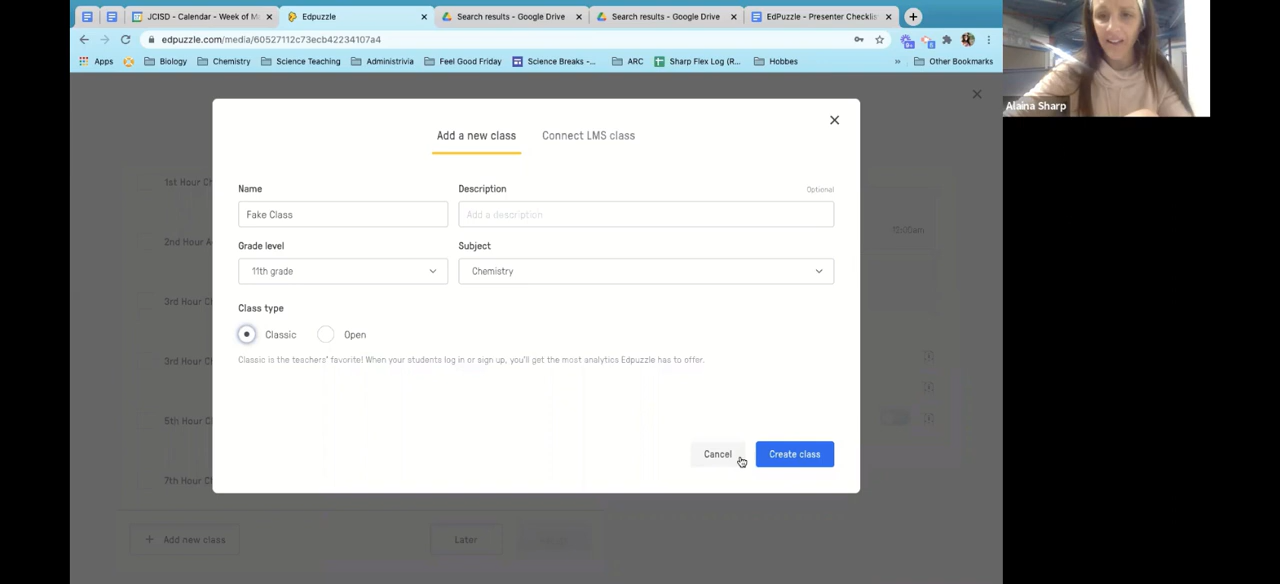 JCISD - Calendar - Week of M
Edpuzzle
Search results - Google Drive
Search results - Google Drive
EdPuzzle - Presenter Checklis
edpuzzle.com/media/60527112c73ecb42234107a4
Apps
Biology
Chemistry
Science Teaching
Administrivia
Feel Good Friday
Science Breaks -...
ARC
Sharp Flex Log (R...
Hobbes
»
Other Bookmarks
Alaina Sharp
Add a new class
Connect LMS class
Name
Description
Optional
Fake Class
Add a description
Grade level
Subject
11th grade
Chemistry
Class type
Classic
Open
Classic is the teachers' favorite! When your students log in or sign up, you'll get the most analytics Edpuzzle has to offer.
Cancel
Create class
1st Hour Ch
2nd Hour A
12:00am
3rd Hour C
3rd Hour C
5th Hour C
7th Hour C
+ Add new class
Later